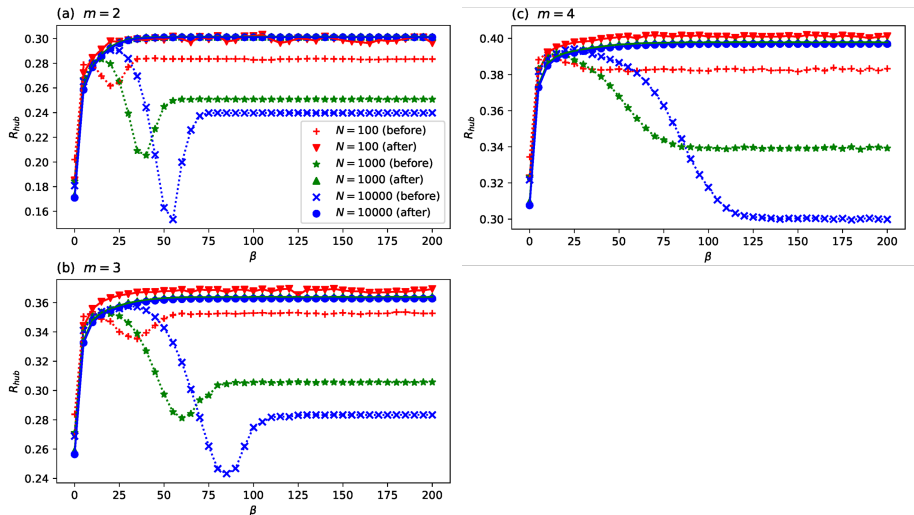 (a) m = 2
0.30
0.28
0.26
0.24
0.22
0.20
0.18
0.16
R_hub
N = 100 (before)
N = 100 (after)
N = 1000 (before)
N = 1000 (after)
N = 10000 (before)
N = 10000 (after)
0 25 50 75 100 125 150 175 200
β
(b) m = 3
0.36
0.34
0.32
0.30
0.28
0.26
0.24
R_hub
0 25 50 75 100 125 150 175 200
β
(c) m = 4
0.40
0.38
0.36
0.34
0.32
0.30
R_hub
0 25 50 75 100 125 150 175 200
β